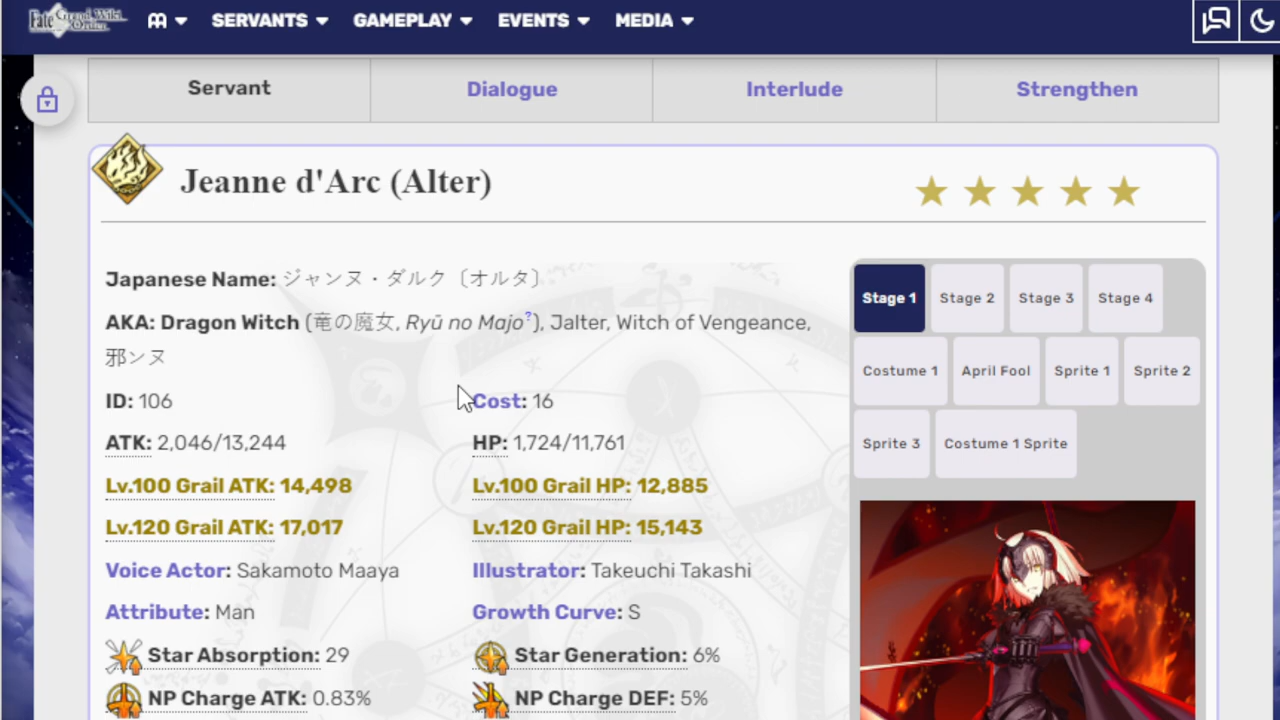 Fate Grand Wiki Order
SERVANTS GAMEPLAY EVENTS MEDIA
Servant Dialogue Interlude Strengthen
Jeanne d'Arc (Alter)
Japanese Name: ジャンヌ・ダルク〔オルタ〕
AKA: Dragon Witch (竜の魔女, Ryū no Majo?), Jalter, Witch of Vengeance,
邪ンヌ
ID: 106 Cost: 16
ATK: 2,046/13,244 HP: 1,724/11,761
Lv.100 Grail ATK: 14,498 Lv.100 Grail HP: 12,885
Lv.120 Grail ATK: 17,017 Lv.120 Grail HP: 15,143
Voice Actor: Sakamoto Maaya Illustrator: Takeuchi Takashi
Attribute: Man Growth Curve: S
Star Absorption: 29 Star Generation: 6%
NP Charge ATK: 0.83% NP Charge DEF: 5%
Stage 1 Stage 2 Stage 3 Stage 4
Costume 1 April Fool Sprite 1 Sprite 2
Sprite 3 Costume 1 Sprite